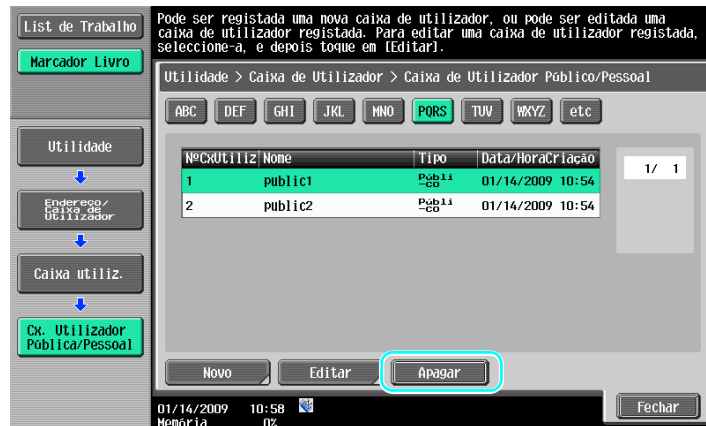 List de Trabalho
Marcador Livro
Pode ser registada uma nova caixa de utilizador, ou pode ser editada uma
caixa de utilizador registada. Para editar uma caixa de utilizador registada,
seleccione-a, e depois toque em [Editar].
Utilidade > Caixa de Utilizador > Caixa de Utilizador Público/Pessoal
ABC DEF GHI JKL MNO PQRS TUV WXYZ etc
Utilidade
Endereço/
Caixa de
Utilizador
Caixa utiliz.
Cx. Utilizador
Pública/Pessoal
NºCxUtiliz Nome Tipo Data/HoraCriação
1 public1 Públi-co 01/14/2009 10:54
2 public2 Públi-co 01/14/2009 10:54
1/ 1
Novo Editar Apagar
01/14/2009 10:58
Memória 0%
Fechar